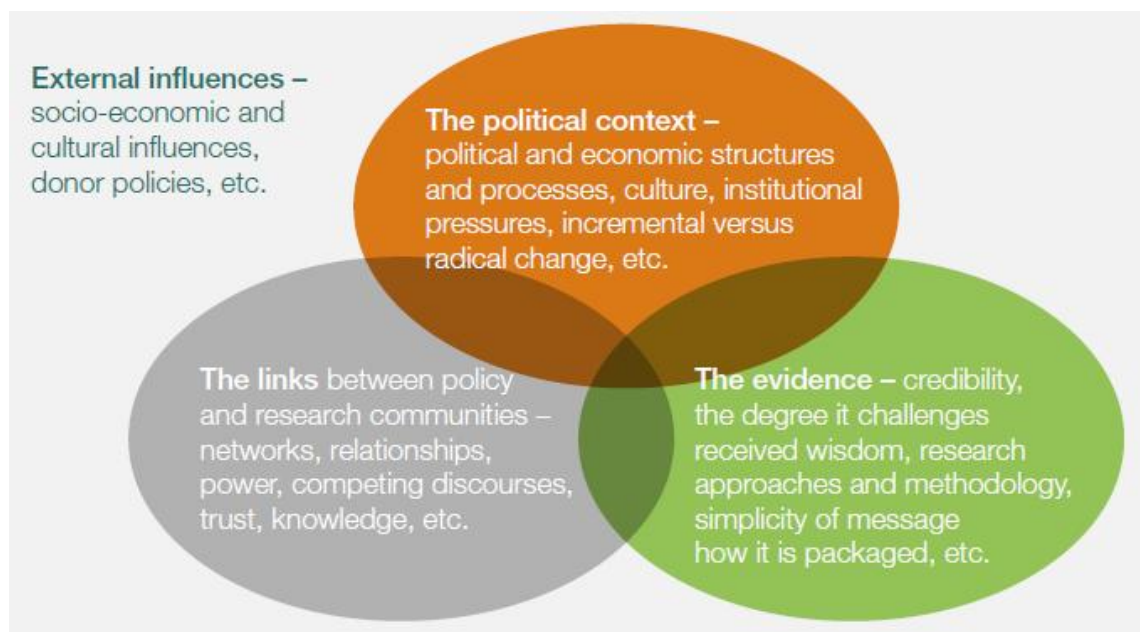 External influences –
socio-economic and
cultural influences,
donor policies, etc.
The political context –
political and economic structures
and processes, culture, institutional
pressures, incremental versus
radical change, etc.
The links between policy
and research communities –
networks, relationships,
power, competing discourses,
trust, knowledge, etc.
The evidence – credibility,
the degree it challenges
received wisdom, research
approaches and methodology,
simplicity of message
how it is packaged, etc.